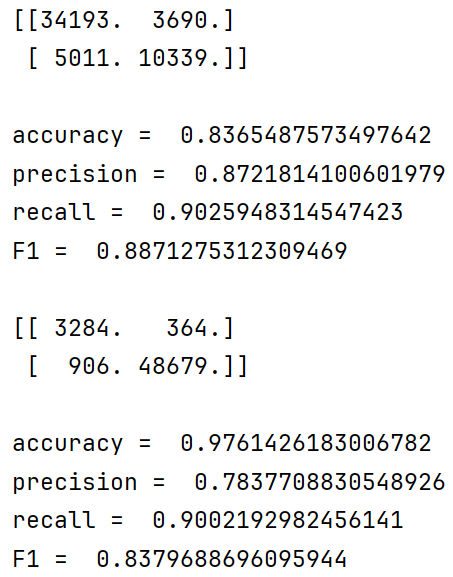 [[34193.  3690.]
 [ 5011. 10339.]]
accuracy =  0.8365487573497642
precision =  0.8721814100601979
recall =  0.9025948314547423
F1 =  0.8871275312309469
[[ 3284.   364.]
 [  906. 48679.]]
accuracy =  0.9761426183006782
precision =  0.7837708830548926
recall =  0.9002192982456141
F1 =  0.8379688696095944